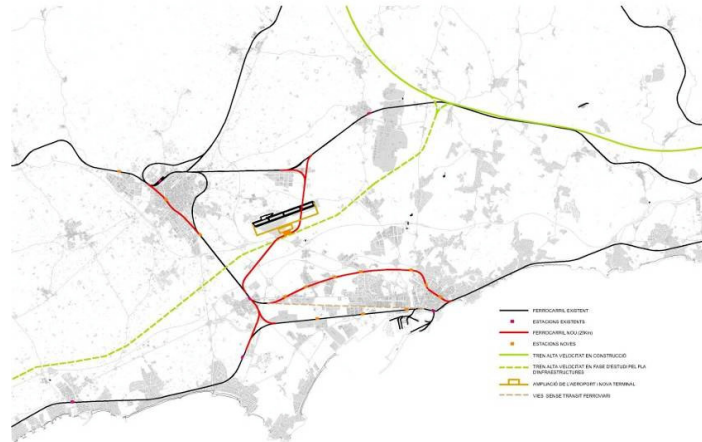 FERROCARRIL EXISTENT
ESTACIONS EXISTENTS
FERROCARRIL NOU (25Km)
ESTACIONS NOVES
TREN ALTA VELOCITAT EN CONSTRUCCIÓ
TREN ALTA VELOCITAT EN FASE D'ESTUDI PEL PLA
D'INFRAESTRUCTURES
AMPLIACIÓ DE L'AEROPORT I NOVA TERMINAL
VIES SENSE TRÀNSIT FERROVIARI